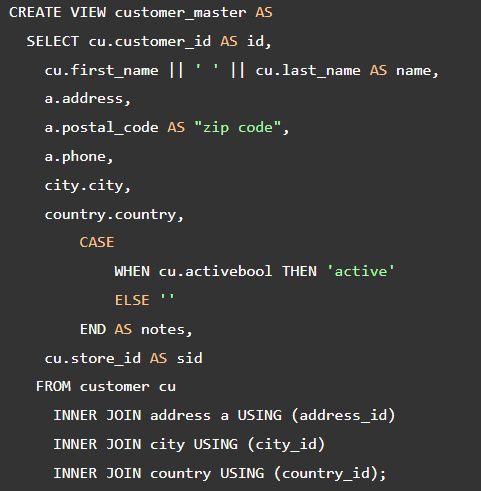 CREATE VIEW customer_master AS
SELECT cu.customer_id AS id,
cu.first_name || ' ' || cu.last_name AS name,
a.address,
a.postal_code AS "zip code",
a.phone,
city.city,
country.country,
CASE
WHEN cu.activebool THEN 'active'
ELSE ''
END AS notes,
cu.store_id AS sid
FROM customer cu
INNER JOIN address a USING (address_id)
INNER JOIN city USING (city_id)
INNER JOIN country USING (country_id);